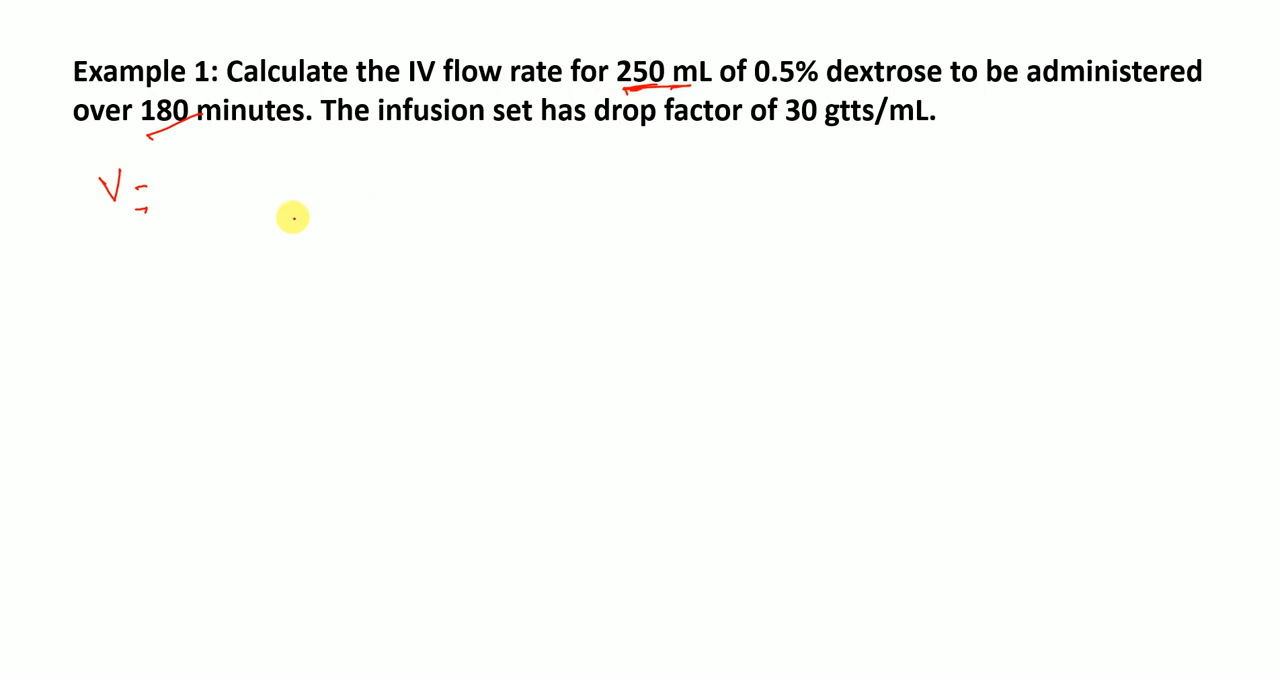 Example 1: Calculate the IV flow rate for 250 mL of 0.5% dextrose to be administered
over 180 minutes. The infusion set has drop factor of 30 gtts/mL.
V =